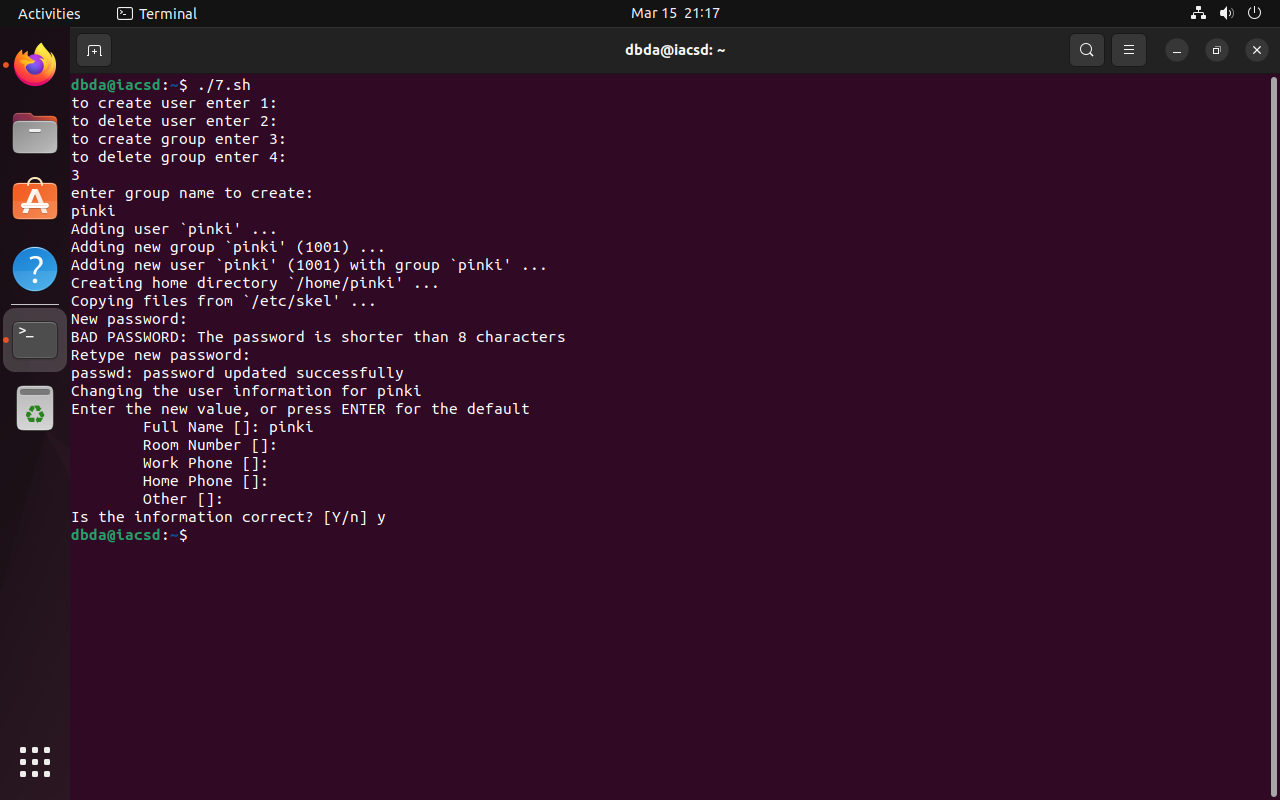 Activities
Terminal
Mar 15 21:17
dbda@iacsd: ~
dbda@iacsd:~$ ./7.sh
to create user enter 1:
to delete user enter 2:
to create group enter 3:
to delete group enter 4:
3
enter group name to create:
pinki
Adding user `pinki' ...
Adding new group `pinki' (1001) ...
Adding new user `pinki' (1001) with group `pinki' ...
Creating home directory `/home/pinki' ...
Copying files from `/etc/skel' ...
New password:
BAD PASSWORD: The password is shorter than 8 characters
Retype new password:
passwd: password updated successfully
Changing the user information for pinki
Enter the new value, or press ENTER for the default
        Full Name []: pinki
        Room Number []:
        Work Phone []:
        Home Phone []:
        Other []:
Is the information correct? [Y/n] y
dbda@iacsd:~$